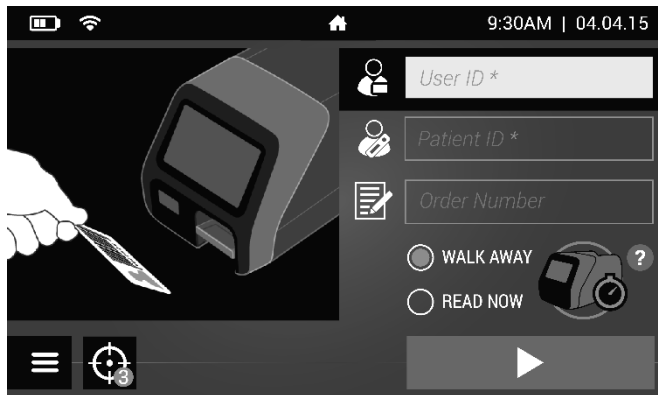 9:30AM | 04.04.15
User ID *
Patient ID *
Order Number
WALK AWAY
?
READ NOW
3